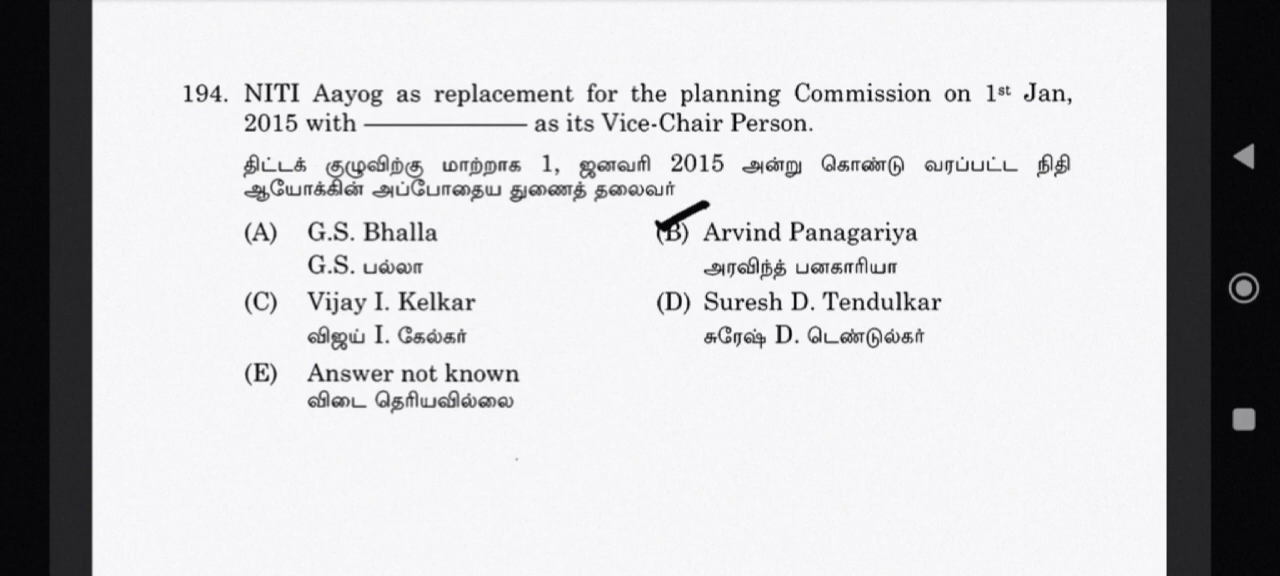 194. NITI Aayog as replacement for the planning Commission on 1st Jan,
2015 with ———————— as its Vice-Chair Person.
திட்டக் குழுவிற்கு மாற்றாக 1, ஜனவரி 2015 அன்று கொண்டு வரப்பட்ட நிதி
ஆயோக்கின் அப்போதைய துணைத் தலைவர்
(A) G.S. Bhalla
G.S. பல்லா
(B) Arvind Panagariya
அரவிந்த் பனகாரியா
(C) Vijay I. Kelkar
விஜய் I. கேல்கர்
(D) Suresh D. Tendulkar
சுரேஷ் D. டெண்டுல்கர்
(E) Answer not known
விடை தெரியவில்லை